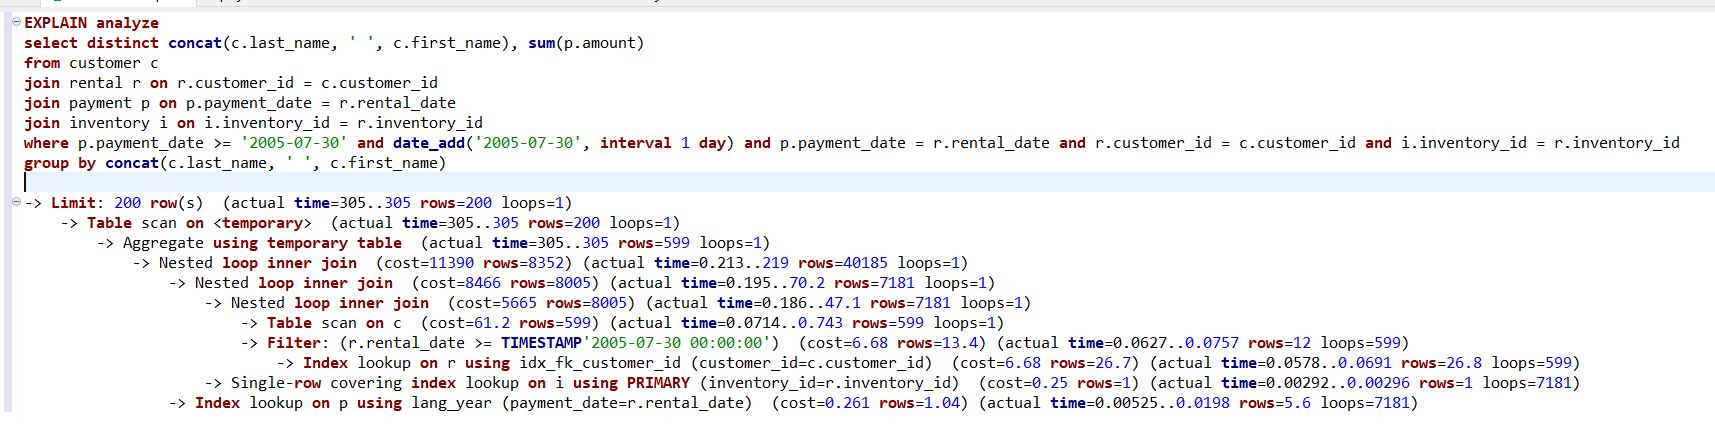 EXPLAIN analyze
select distinct concat(c.last_name, ' ', c.first_name), sum(p.amount)
from customer c
join rental r on r.customer_id = c.customer_id
join payment p on p.payment_date = r.rental_date
join inventory i on i.inventory_id = r.inventory_id
where p.payment_date >= '2005-07-30' and date_add('2005-07-30', interval 1 day) and p.payment_date = r.rental_date and r.customer_id = c.customer_id and i.inventory_id = r.inventory_id
group by concat(c.last_name, ' ', c.first_name)
-> Limit: 200 row(s)  (actual time=305..305 rows=200 loops=1)
-> Table scan on <temporary>  (actual time=305..305 rows=200 loops=1)
-> Aggregate using temporary table  (actual time=305..305 rows=599 loops=1)
-> Nested loop inner join  (cost=11390 rows=8352) (actual time=0.213..219 rows=40185 loops=1)
-> Nested loop inner join  (cost=8466 rows=8005) (actual time=0.195..70.2 rows=7181 loops=1)
-> Nested loop inner join  (cost=5665 rows=8005) (actual time=0.186..47.1 rows=7181 loops=1)
-> Table scan on c  (cost=61.2 rows=599) (actual time=0.0714..0.743 rows=599 loops=1)
-> Filter: (r.rental_date >= TIMESTAMP'2005-07-30 00:00:00')  (cost=6.68 rows=13.4) (actual time=0.0627..0.0757 rows=12 loops=599)
-> Index lookup on r using idx_fk_customer_id (customer_id=c.customer_id)  (cost=6.68 rows=26.7) (actual time=0.0578..0.0691 rows=26.8 loops=599)
-> Single-row covering index lookup on i using PRIMARY (inventory_id=r.inventory_id)  (cost=0.25 rows=1) (actual time=0.00292..0.00296 rows=1 loops=7181)
-> Index lookup on p using lang_year (payment_date=r.rental_date)  (cost=0.261 rows=1.04) (actual time=0.00525..0.0198 rows=5.6 loops=7181)